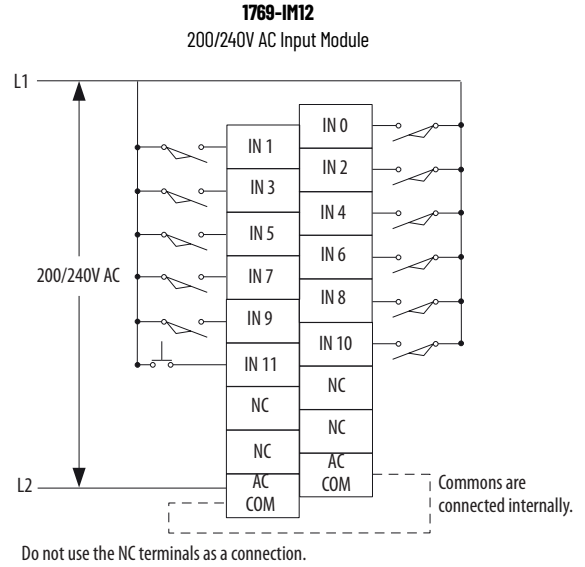 1769-IM12
200/240V AC Input Module
L1
IN 0
IN 1
IN 2
IN 3
IN 4
IN 5
IN 6
200/240V AC
IN 7
IN 8
IN 9
IN 10
IN 11
NC
NC
NC
NC
AC
COM
L2
AC
COM
Commons are
connected internally.
Do not use the NC terminals as a connection.